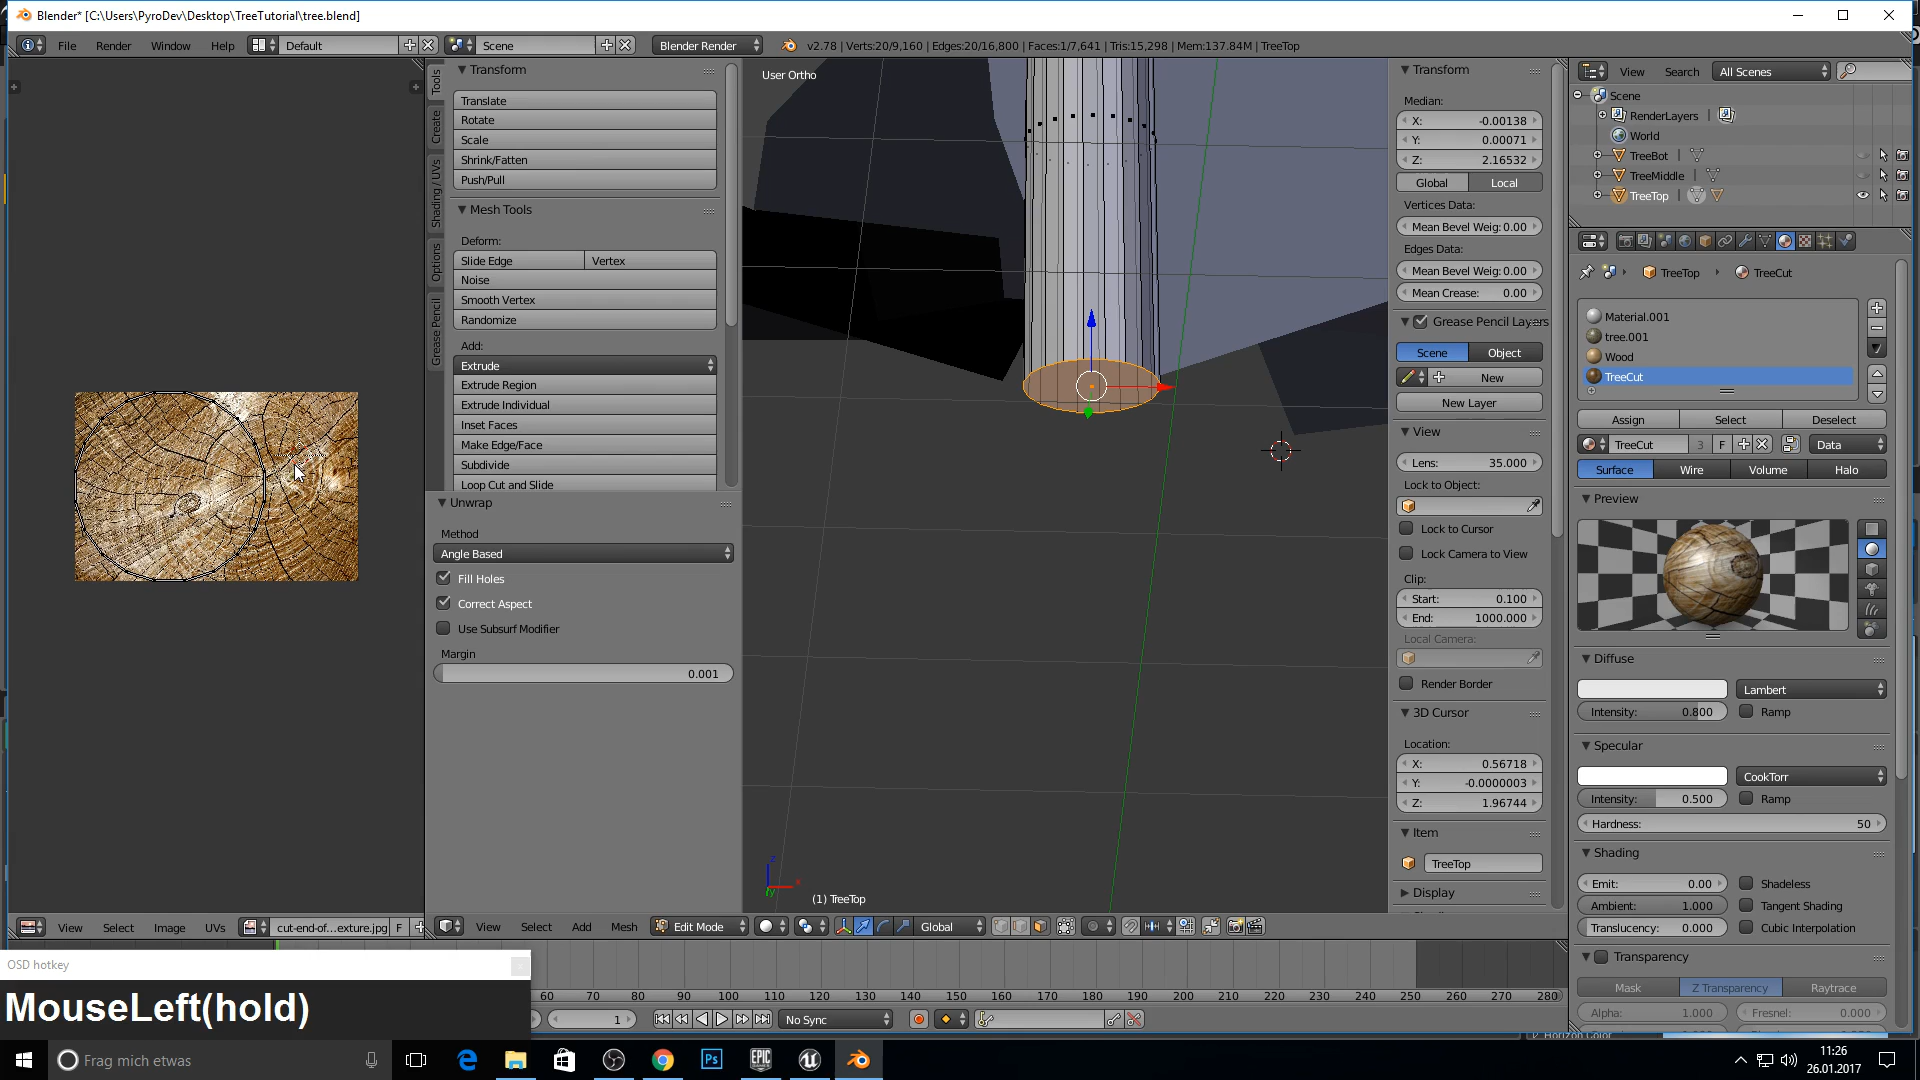 Blender* [C:\Users\PyroDev\Desktop\TreeTutorial\tree.blend]
File Render Window Help Default Scene Blender Render v2.78 | Verts:20/9,160 | Edges:20/16,800 | Faces:1/7,641 | Tris:15,298 | Mem:137.84M | TreeTop
Tools
Create
Shading / UVs
Options
Grease Pencil
Transform
Translate
Rotate
Scale
Shrink/Fatten
Push/Pull
Mesh Tools
Deform:
Slide Edge Vertex
Noise
Smooth Vertex
Randomize
Add:
Extrude
Extrude Region
Extrude Individual
Inset Faces
Make Edge/Face
Subdivide
Loop Cut and Slide
Unwrap
Method
Angle Based
Fill Holes
Correct Aspect
Use Subsurf Modifier
Margin
0.001
User Ortho
(1) TreeTop
Transform
Median:
X: -0.00138
Y: 0.00071
Z: 2.16532
Global Local
Vertices Data:
Mean Bevel Weig: 0.00
Edges Data:
Mean Bevel Weig: 0.00
Mean Crease: 0.00
Grease Pencil Layers
Scene Object
New
New Layer
View
Lens: 35.000
Lock to Object:
Lock to Cursor
Lock Camera to View
Clip:
Start: 0.100
End: 1000.000
Local Camera:
Render Border
3D Cursor
Location:
X: 0.56718
Y: -0.0000003
Z: 1.96744
Item
TreeTop
Display
View Search All Scenes
Scene
RenderLayers |
World
TreeBot
TreeMiddle
TreeTop
TreeTop TreeCut
Material.001
tree.001
Wood
TreeCut
Assign Select Deselect
TreeCut 3 F Data
Surface Wire Volume Halo
Preview
Diffuse
Lambert
Intensity: 0.800 Ramp
Specular
CookTorr
Intensity: 0.500 Ramp
Hardness: 50
Shading
Emit: 0.00 Shadeless
Ambient: 1.000 Tangent Shading
Translucency: 0.000 Cubic Interpolation
Transparency
Mask Z Transparency Raytrace
Alpha: 1.000 Fresnel: 0.000
View Select Image UVs cut-end-of...exture.jpg F
View Select Add Mesh Edit Mode Global
OSD hotkey
MouseLeft(hold)
60 70 80 90 100 110 120 130 140 150 160 170 180 190 200 210 220 230 240 250 260 270 280
1 No Sync
Frag mich etwas
Ps
EPIC
GAMES
11:26
26.01.2017